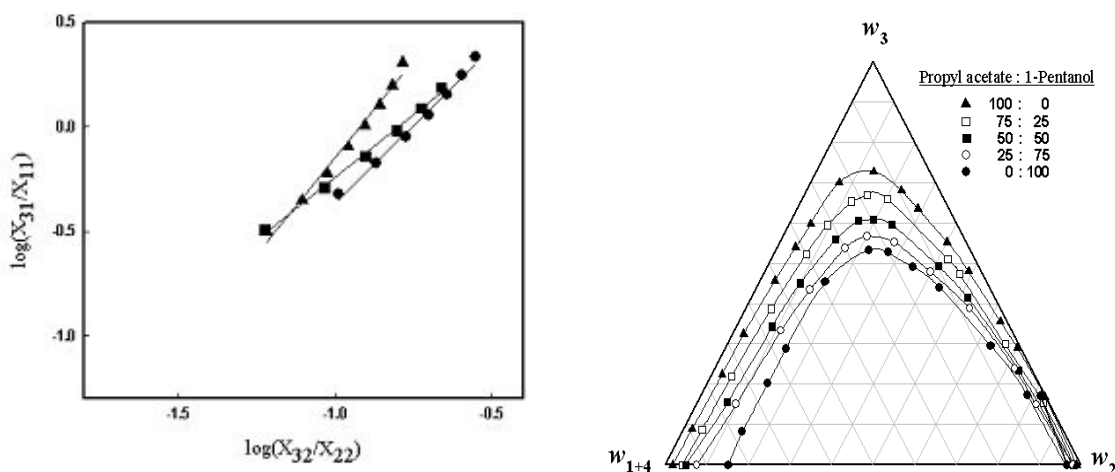 0.5
0.0
-0.5
-1.0
-1.5
-1.0
-0.5
log(X31/X11)
log(X32/X22)
w3
Propyl acetate : 1-Pentanol
▲ 100 : 0
□ 75 : 25
■ 50 : 50
○ 25 : 75
● 0 : 100
w1+4
w2